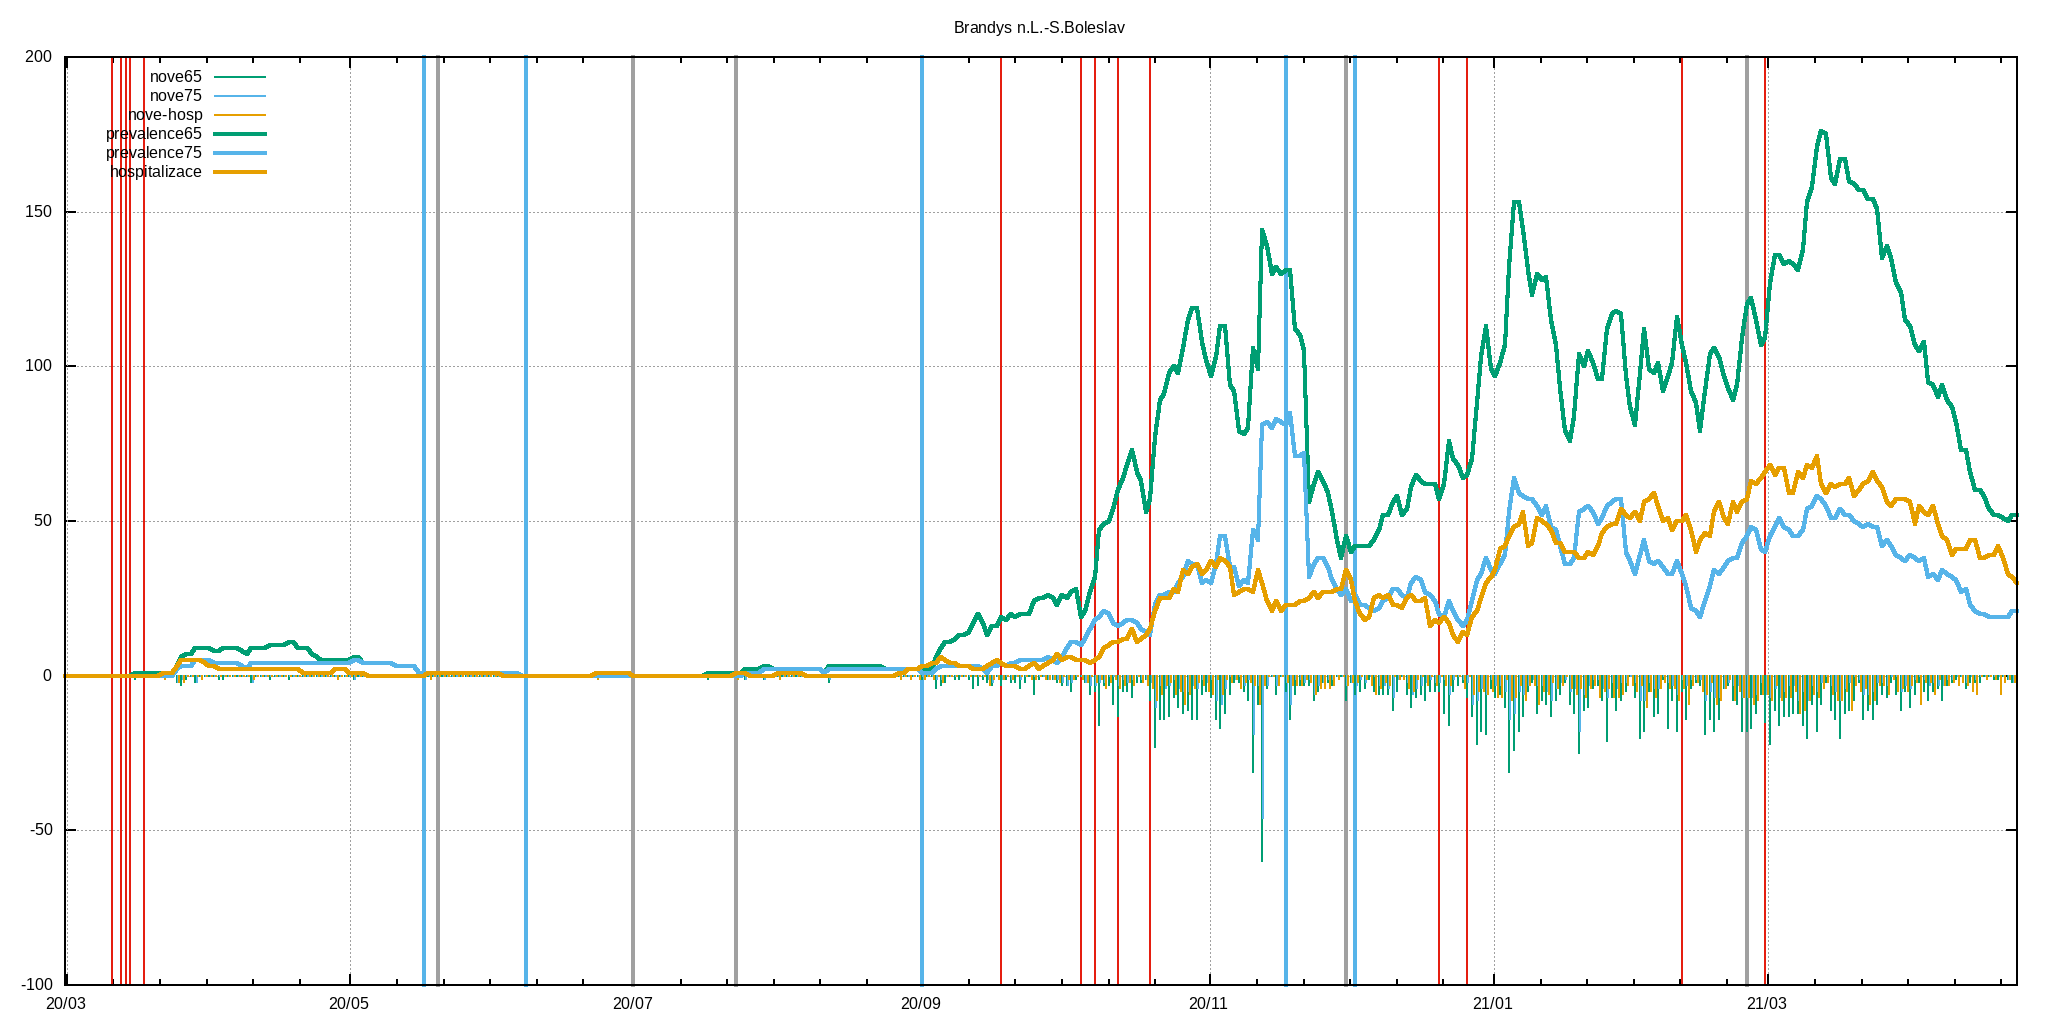 Brandys n.L.-S.Boleslav
200
150
100
50
0
-50
-100
nove65
nove75
nove-hosp
prevalence65
prevalence75
hospitalizace
20/03 20/05 20/07 20/09 20/11 21/01 21/03